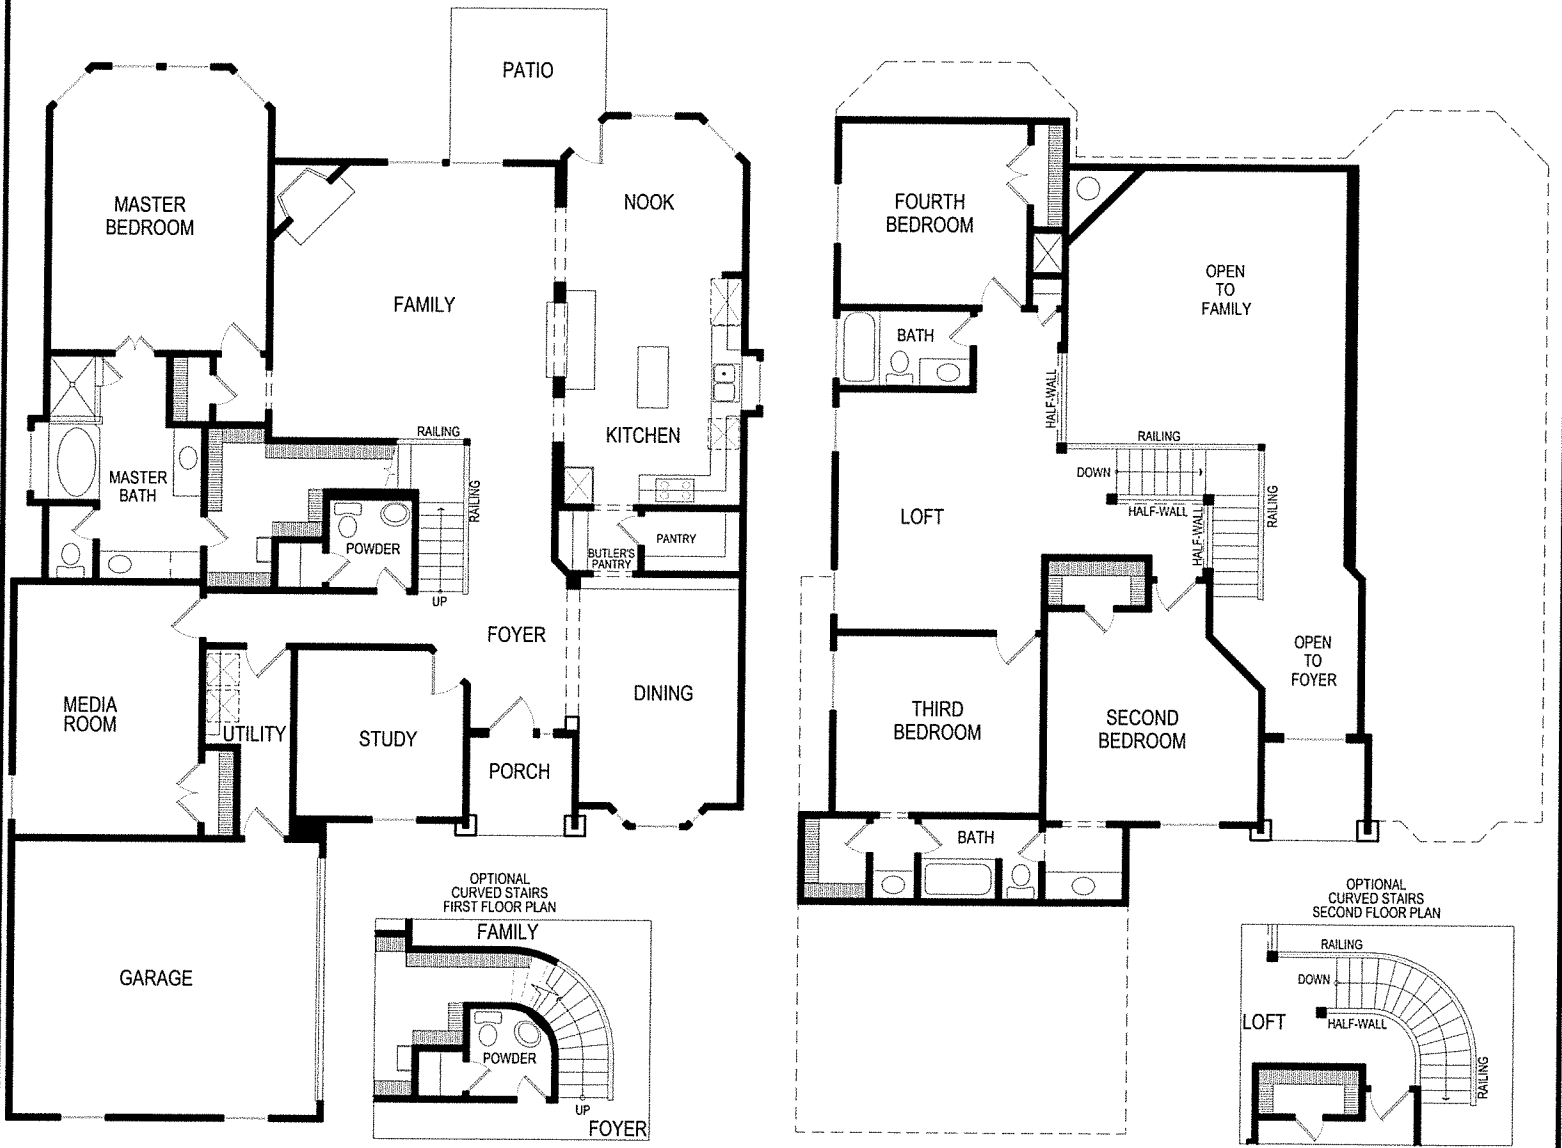 PATIO
MASTER
BEDROOM
NOOK
FAMILY
KITCHEN
RAILING
RAILING
MASTER
BATH
POWDER
BUTLER'S
PANTRY
PANTRY
UP
FOYER
MEDIA
ROOM
UTILITY
STUDY
DINING
PORCH
GARAGE
OPTIONAL
CURVED STAIRS
FIRST FLOOR PLAN
FAMILY
POWDER
UP
FOYER
FOURTH
BEDROOM
OPEN
TO
FAMILY
BATH
HALF-WALL
RAILING
DOWN
HALF-WALL
HALF-WALL
RAILING
LOFT
OPEN
TO
FOYER
THIRD
BEDROOM
SECOND
BEDROOM
BATH
OPTIONAL
CURVED STAIRS
SECOND FLOOR PLAN
RAILING
DOWN
LOFT
HALF-WALL
RAILING